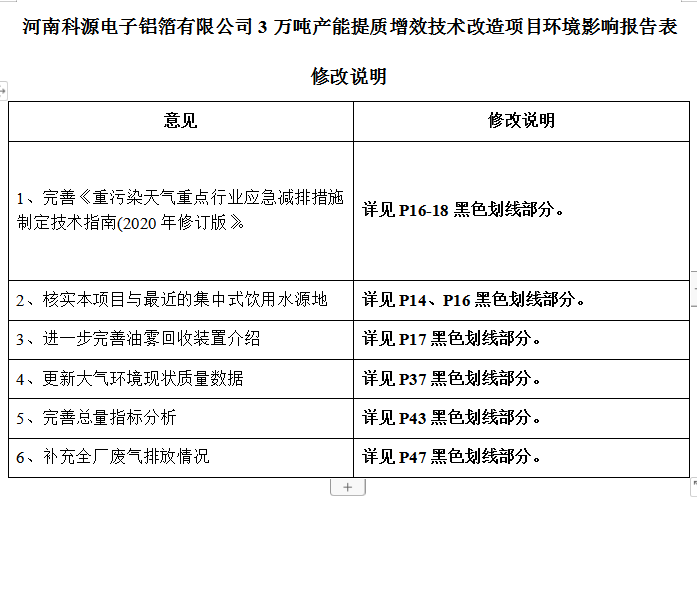 河南科源电子铝箔有限公司 3 万吨产能提质增效技术改造项目环境影响报告表
修改说明
意见
修改说明
1、完善《重污染天气重点行业应急减排措施
制定技术指南(2020 年修订版》。
详见 P16-18 黑色划线部分。
2、核实本项目与最近的集中式饮用水源地
详见 P14、P16 黑色划线部分。
3、进一步完善油雾回收装置介绍
详见 P17 黑色划线部分。
4、更新大气环境现状质量数据
详见 P37 黑色划线部分。
5、完善总量指标分析
详见 P43 黑色划线部分。
6、补充全厂废气排放情况
详见 P47 黑色划线部分。